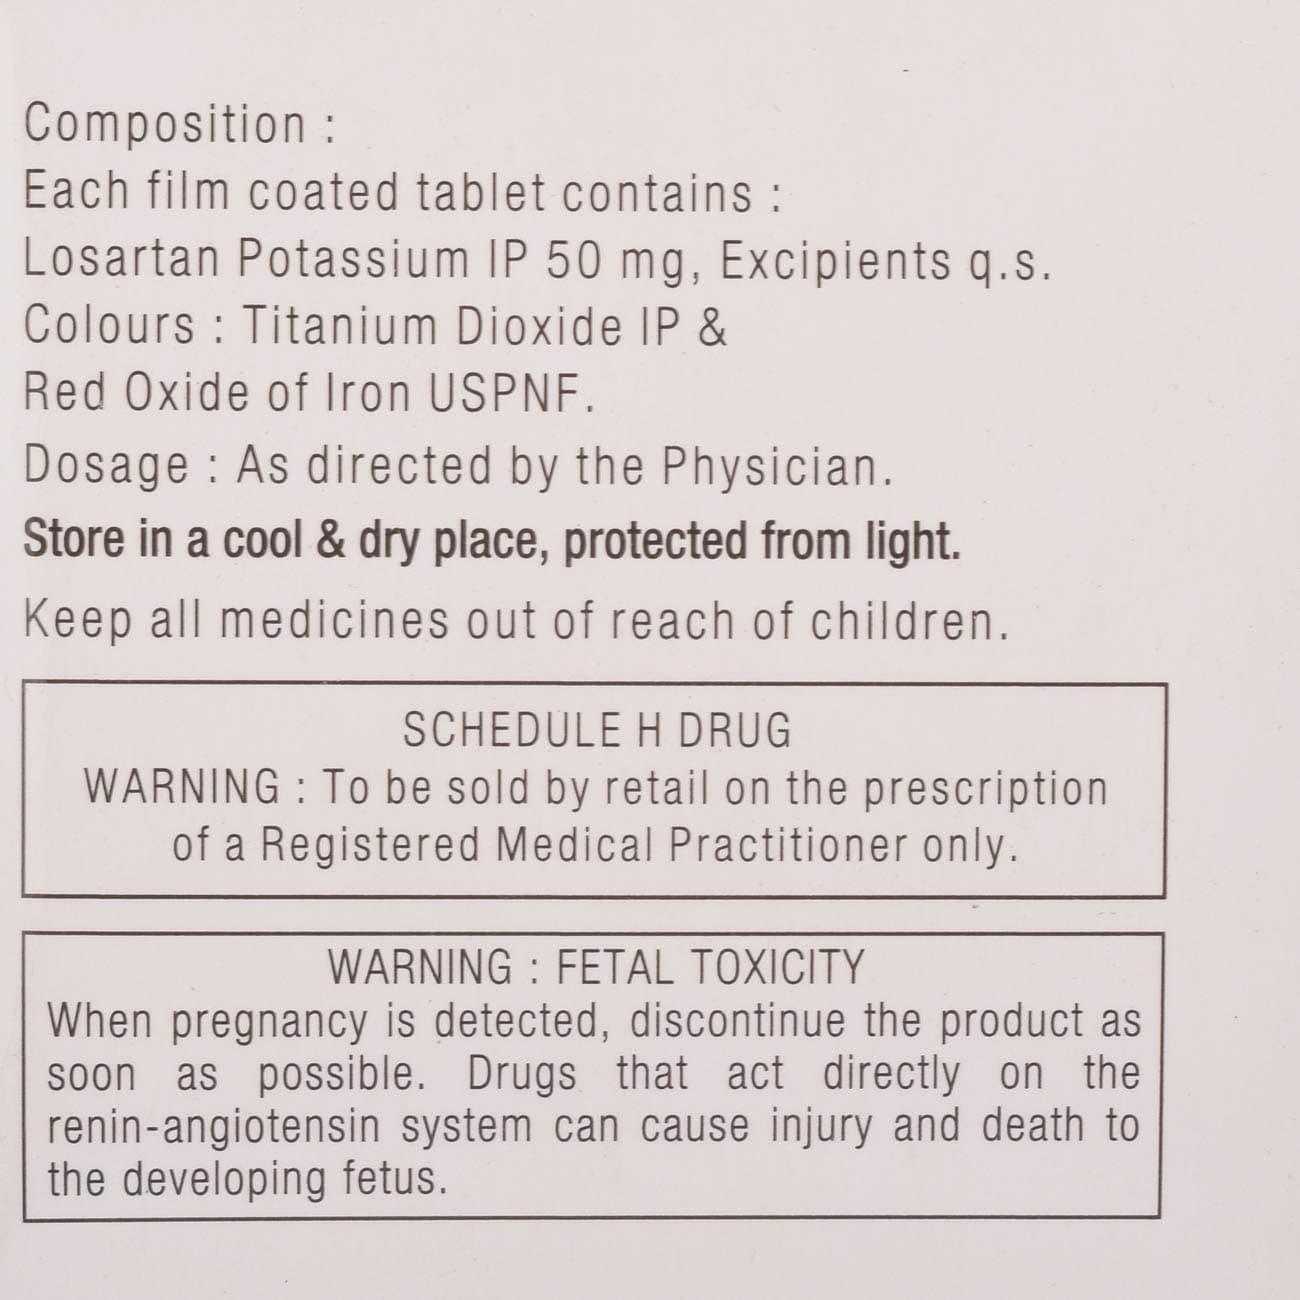 Composition :
Each film coated tablet contains :
Losartan Potassium IP 50 mg, Excipients q.s.
Colours : Titanium Dioxide IP &
Red Oxide of Iron USPNF.
Dosage : As directed by the Physician.
Store in a cool & dry place, protected from light.
Keep all medicines out of reach of children.
SCHEDULE H DRUG
WARNING : To be sold by retail on the prescription
of a Registered Medical Practitioner only.
WARNING : FETAL TOXICITY
When pregnancy is detected, discontinue the product as
soon as possible. Drugs that act directly on the
renin-angiotensin system can cause injury and death to
the developing fetus.